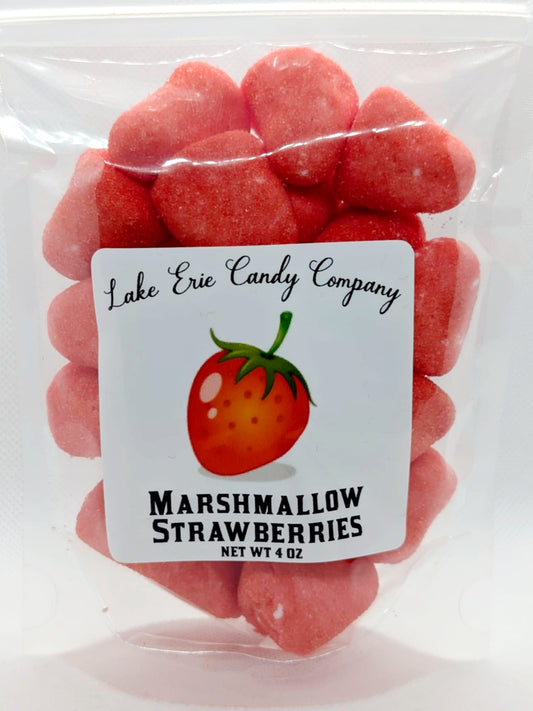 Lake Erie Candy Company
MARSHMALLOW
STRAWBERRIES
NET WT 4 OZ